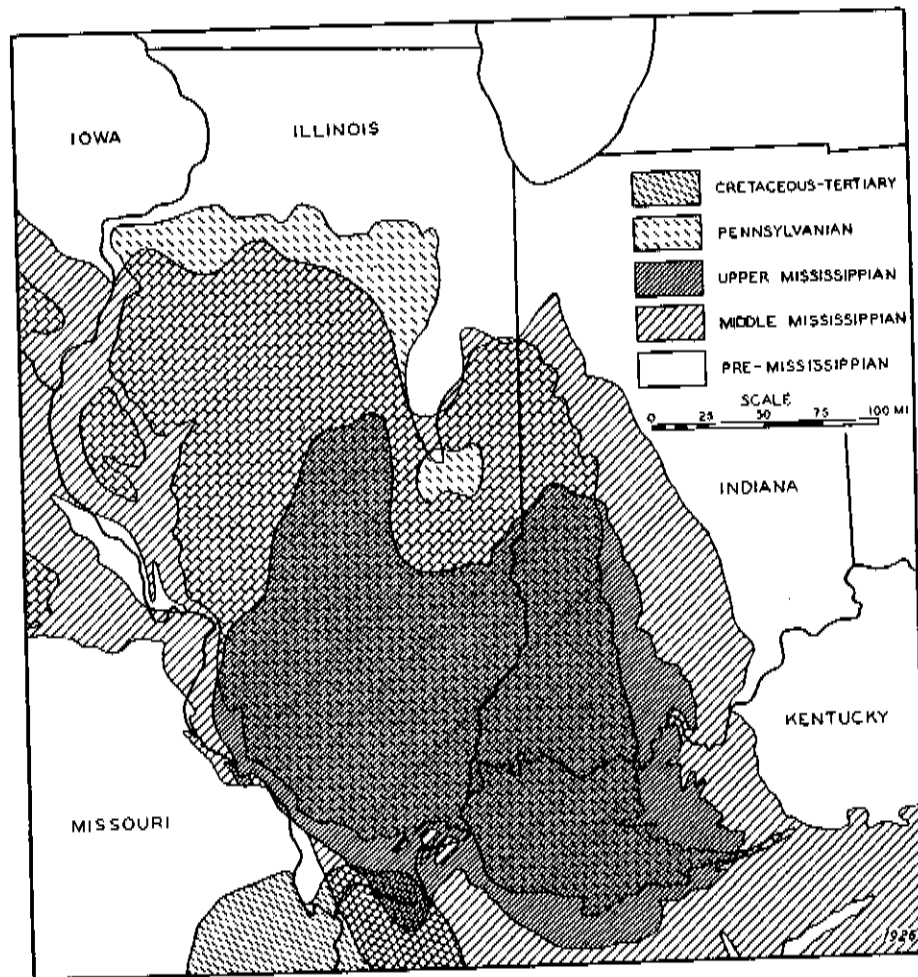 IOWA
ILLINOIS
CRETACEOUS-TERTIARY
PENNSYLVANIAN
UPPER MISSISSIPPIAN
MIDDLE MISSISSIPPIAN
PRE-MISSISSIPPIAN
SCALE
0 25 50 75 100 MI
INDIANA
KENTUCKY
MISSOURI
1926